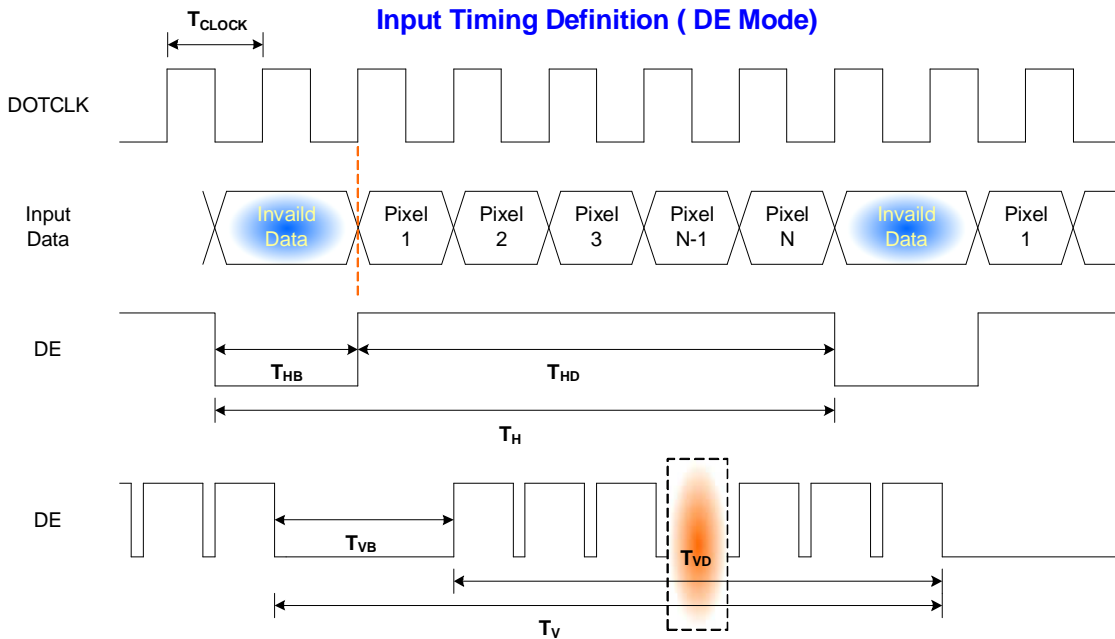 Input Timing Definition ( DE Mode)
TCLOCK
DOTCLK
Input
Data
Invaild
Data
Pixel
1
Pixel
2
Pixel
3
Pixel
N-1
Pixel
N
Invaild
Data
Pixel
1
DE
THB
THD
TH
DE
TVB
TVD
TV